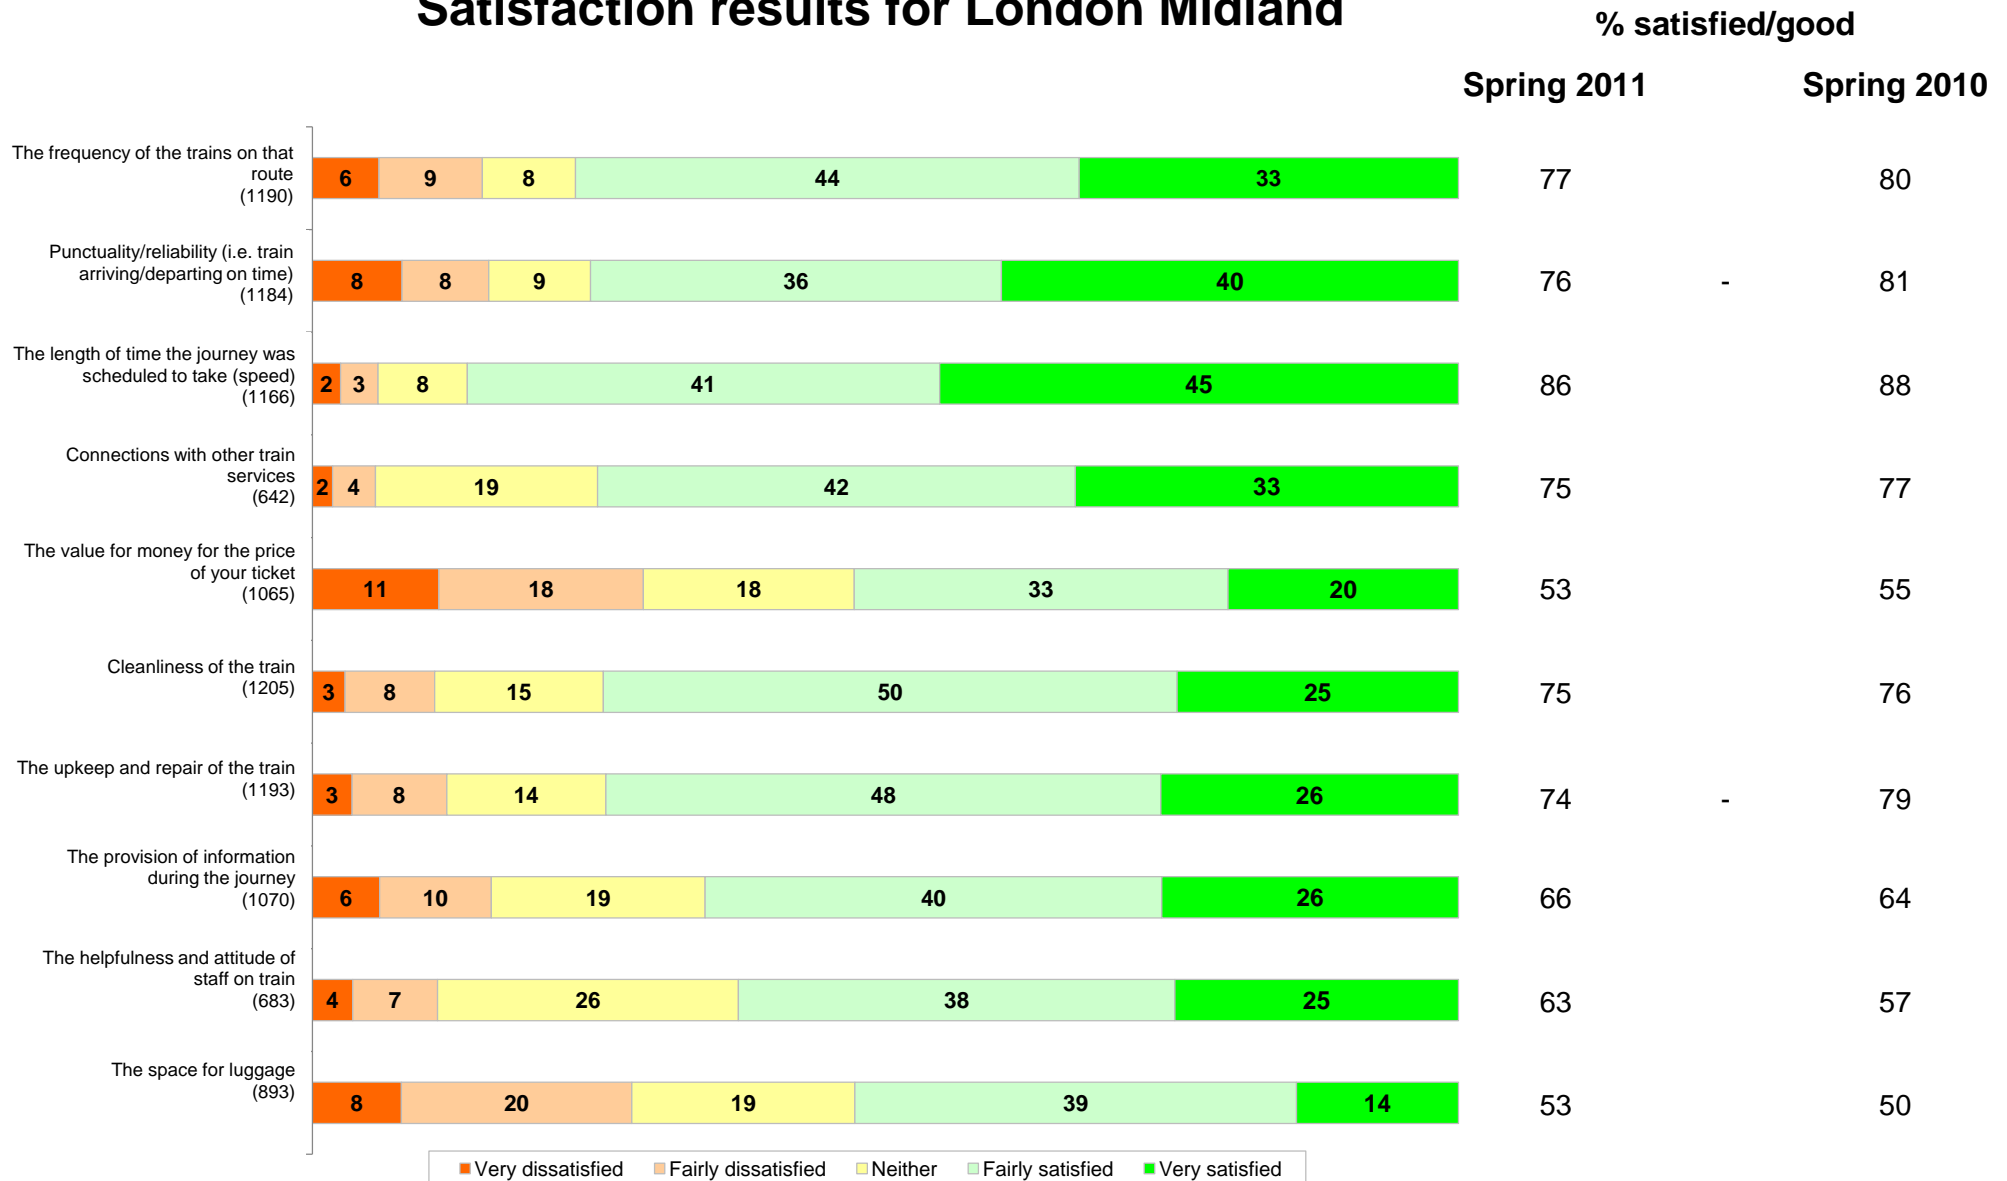 Satisfaction results for London Midland
% satisfied/good
Spring 2011 Spring 2010
The frequency of the trains on that
route
(1190)
6 9 8 44 33 77 80
Punctuality/reliability (i.e. train
arriving/departing on time)
(1184)
8 8 9 36 40 76 - 81
The length of time the journey was
scheduled to take (speed)
(1166)
2 3 8 41 45 86 88
Connections with other train
services
(642)
2 4 19 42 33 75 77
The value for money for the price
of your ticket
(1065)
11 18 18 33 20 53 55
Cleanliness of the train
(1205)
3 8 15 50 25 75 76
The upkeep and repair of the train
(1193)
3 8 14 48 26 74 - 79
The provision of information
during the journey
(1070)
6 10 19 40 26 66 64
The helpfulness and attitude of
staff on train
(683)
4 7 26 38 25 63 57
The space for luggage
(893)
8 20 19 39 14 53 50
Very dissatisfied Fairly dissatisfied Neither Fairly satisfied Very satisfied